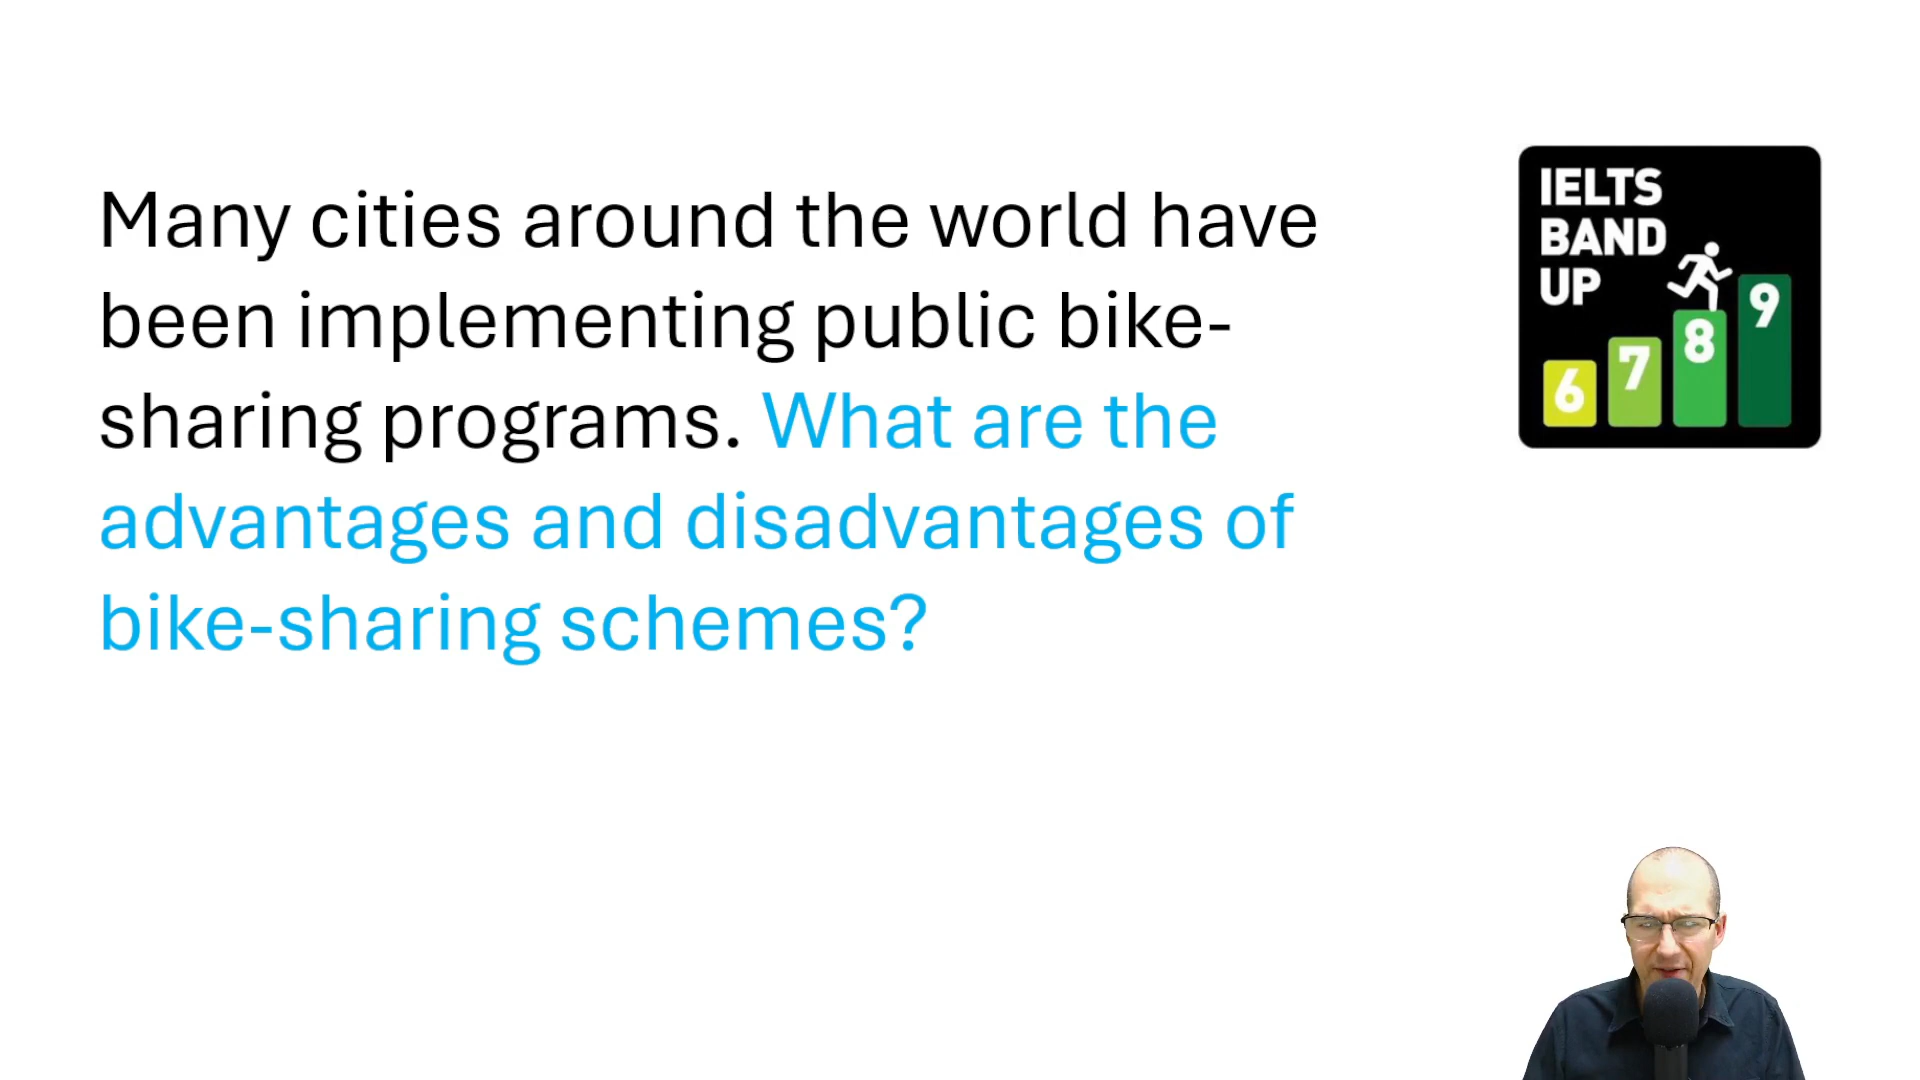 Many cities around the world have
been implementing public bike-
sharing programs. What are the
advantages and disadvantages of
bike-sharing schemes?
IELTS
BAND
UP
6
7
8
9